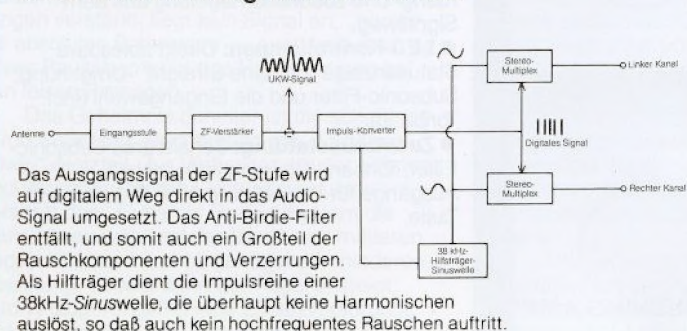 UKW-Signal
Stereo-
Multiplex
Linker Kanal
Antenne
Eingangsstufe
ZF-Verstärker
Impuls-Konverter
Digitales Signal
Stereo-
Multiplex
Rechter Kanal
38 kHz-
Hilfsträger-
Sinuswelle
Das Ausgangssignal der ZF-Stufe wird
auf digitalem Weg direkt in das Audio-
Signal umgesetzt. Das Anti-Birdie-Filter
entfällt, und somit auch ein Großteil der
Rauschkomponenten und Verzerrungen.
Als Hilfträger dient die Impulsreihe einer
38kHz-Sinuswelle, die überhaupt keine Harmonischen
auslöst, so daß auch kein hochfrequentes Rauschen auftritt.